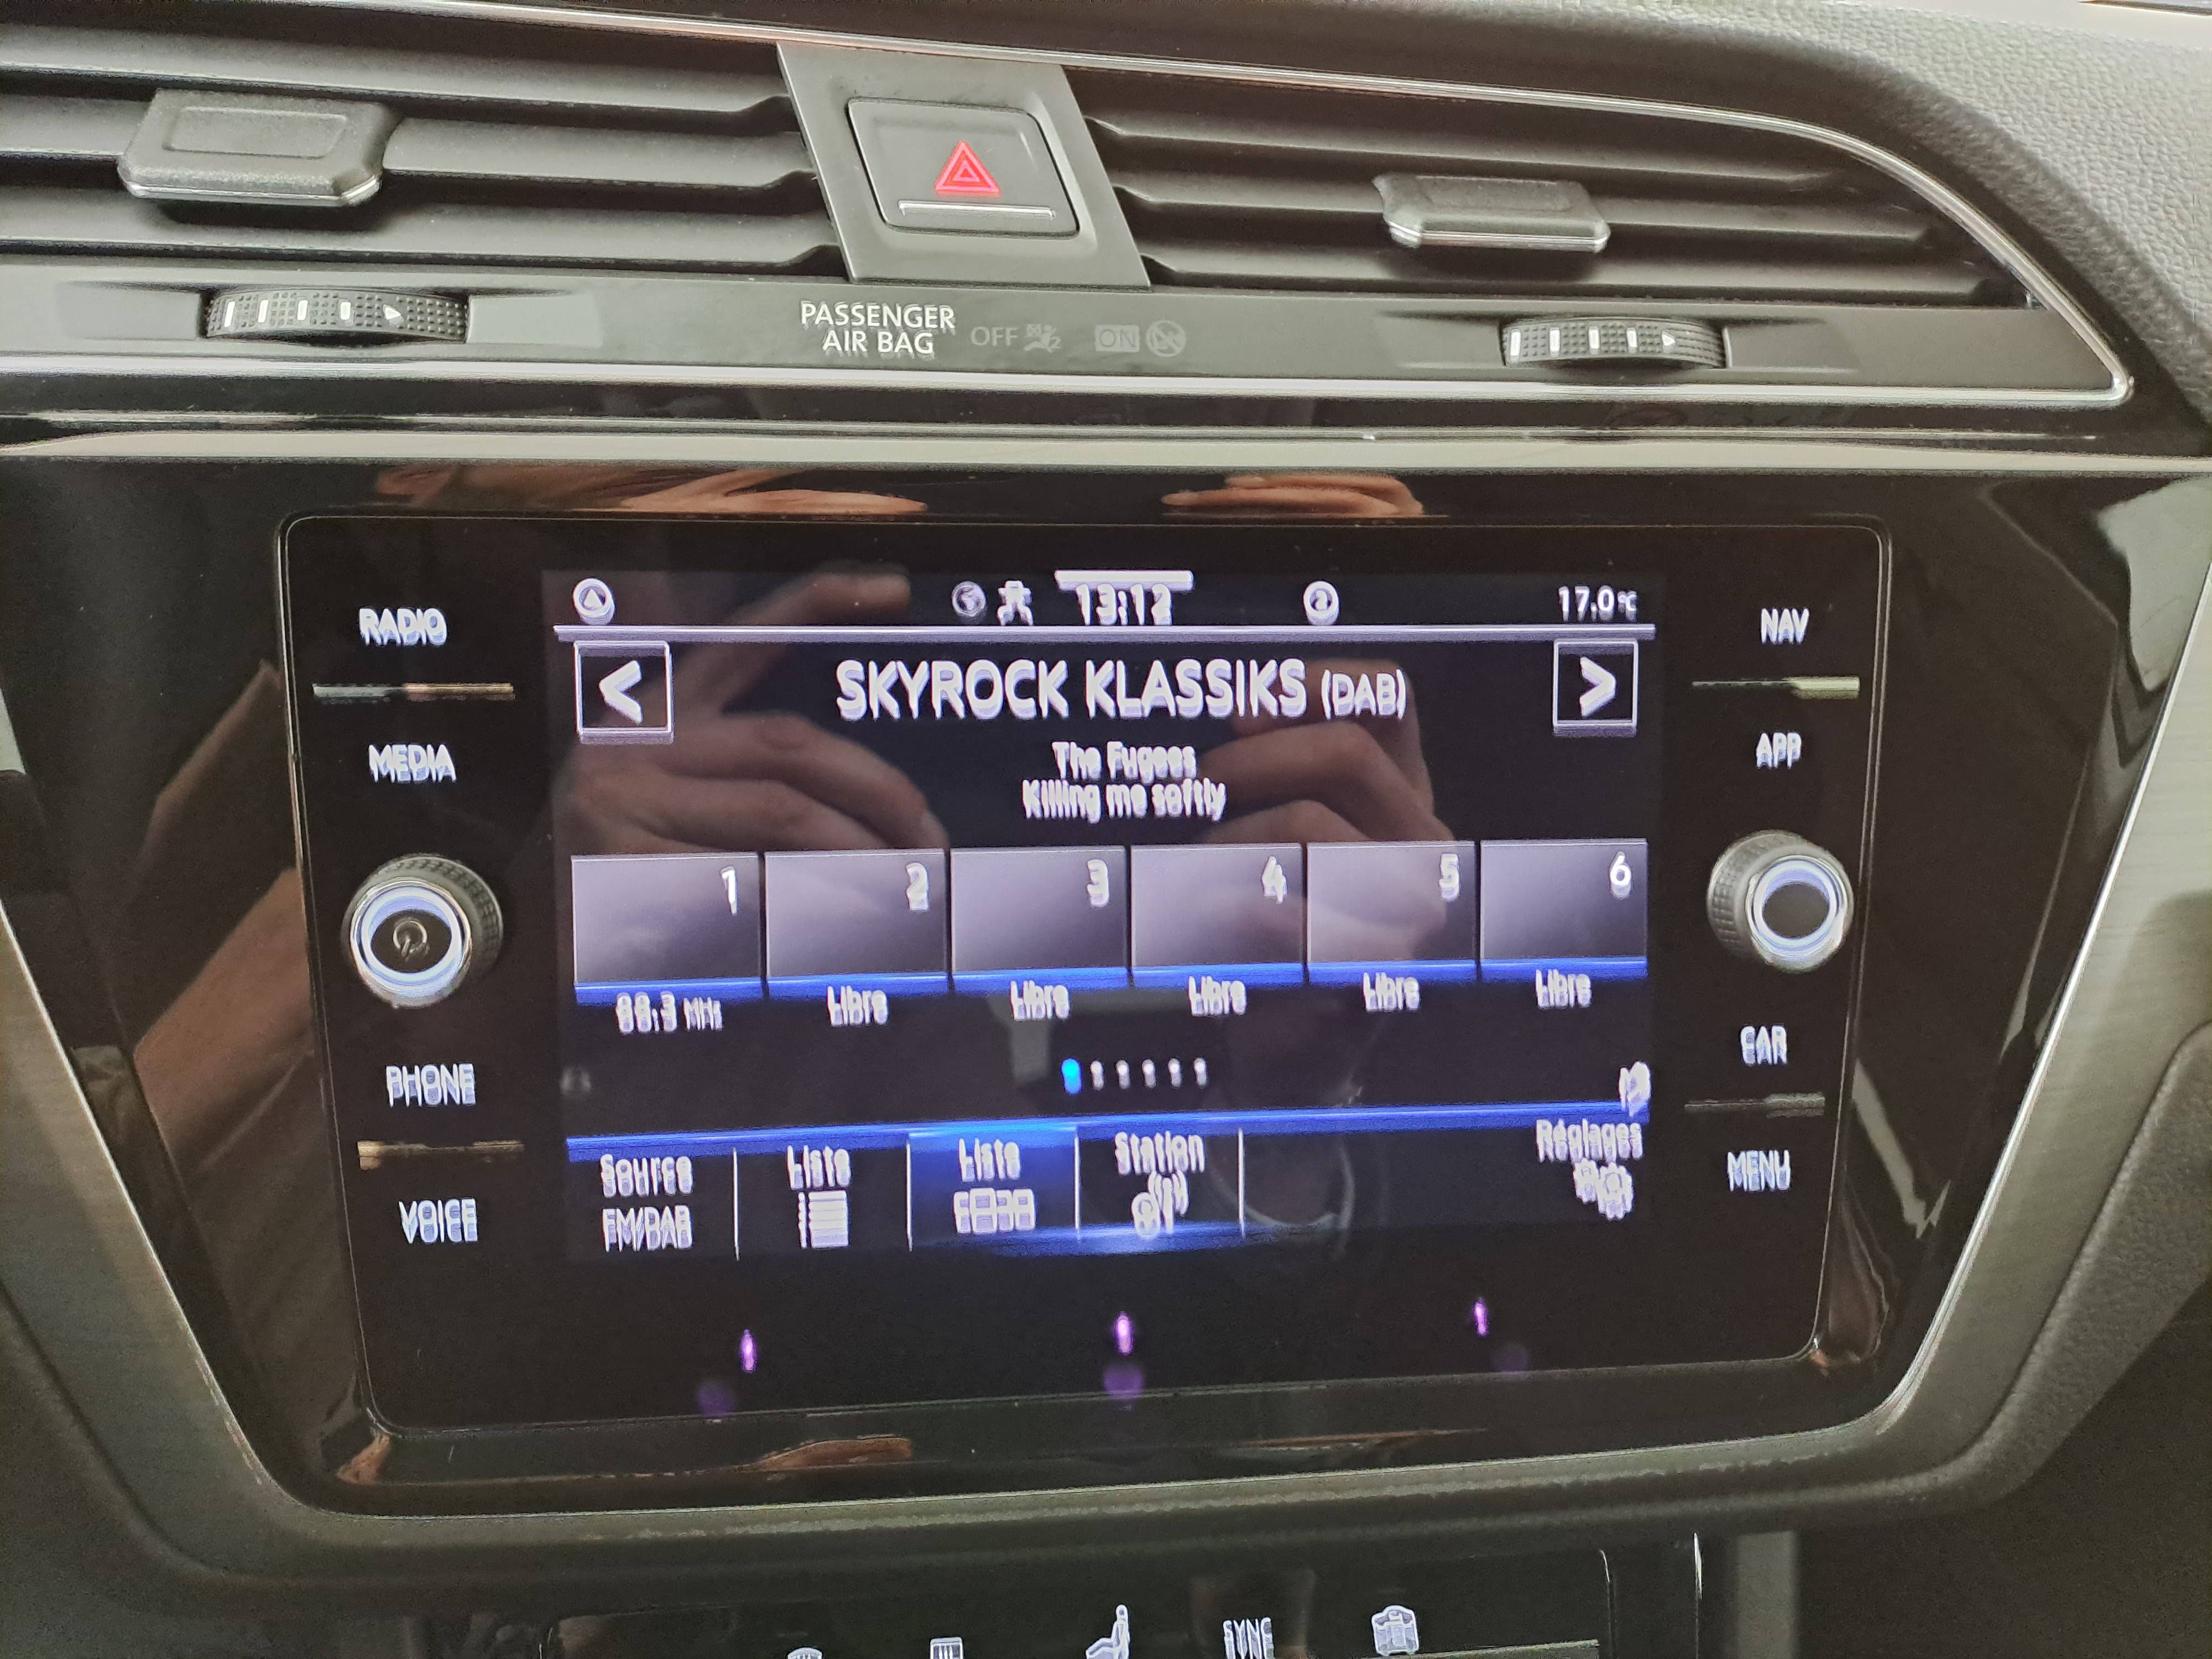 PASSENGER
AIR BAG OFF ON
RADIO
MEDIA
PHONE
VOICE
13:12
17.0°C
<
SKYROCK KLASSIKS (DAB)
>
The Fugees
Killing me softly
1 2 3 4 5 6
MHz Libre Libre Libre Libre Libre
Source
FM/DAB
Liste
Liste
Station
Réglages
NAV
APP
CAR
MENU
SYNC